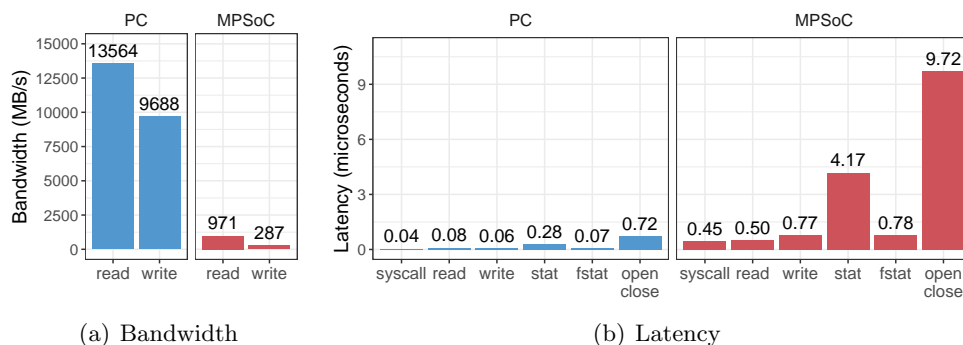 PC MPSoC
Bandwidth (MB/s)
15000
12500
10000
7500
5000
2500
0
13564
9688
971
287
read write read write
(a) Bandwidth
PC MPSoC
Latency (microseconds)
9
6
3
0
0.04 0.08 0.06 0.28 0.07 0.72
0.45 0.50 0.77 4.17 0.78 9.72
syscall read write stat fstat open close
syscall read write stat fstat open close
(b) Latency